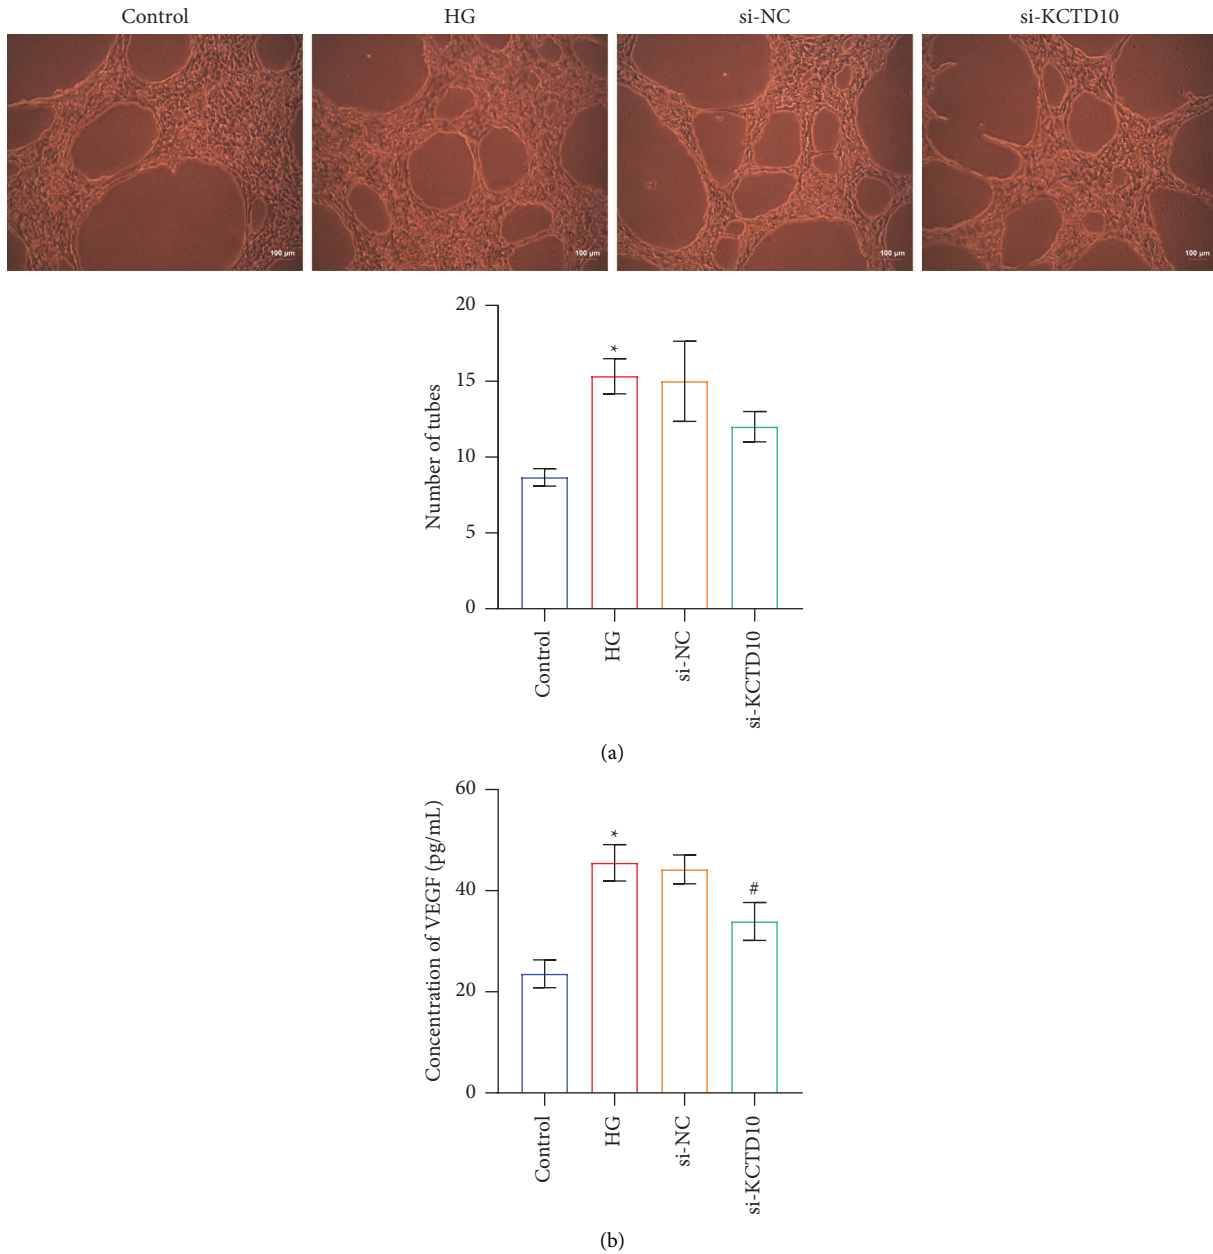 Control HG si-NC si-KCTD10
100 µm 100 µm 100 µm 100 µm
20
*
15
10
5
0
Number of tubes
Control HG si-NC si-KCTD10
(a)
60
*
40
#
20
0
Concentration of VEGF (pg/mL)
Control HG si-NC si-KCTD10
(b)